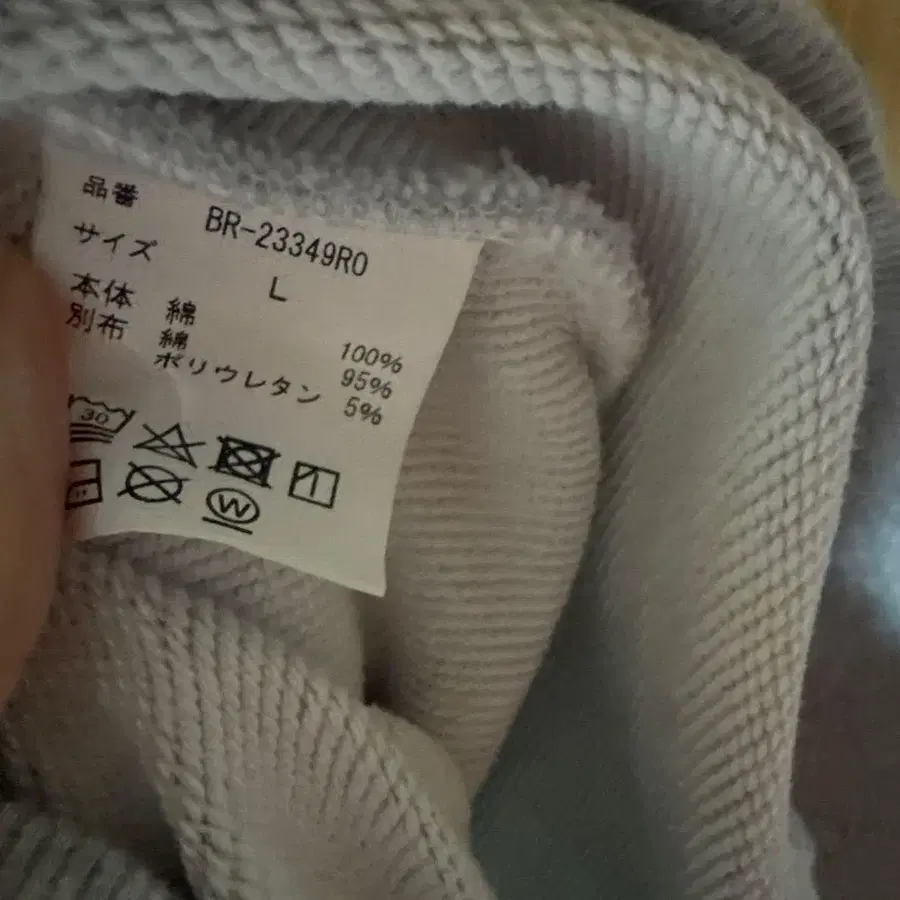 品番 BR-23349R0
サイズ L
本体 綿 100%
別布 綿 95%
ポリウレタン 5%
30
W